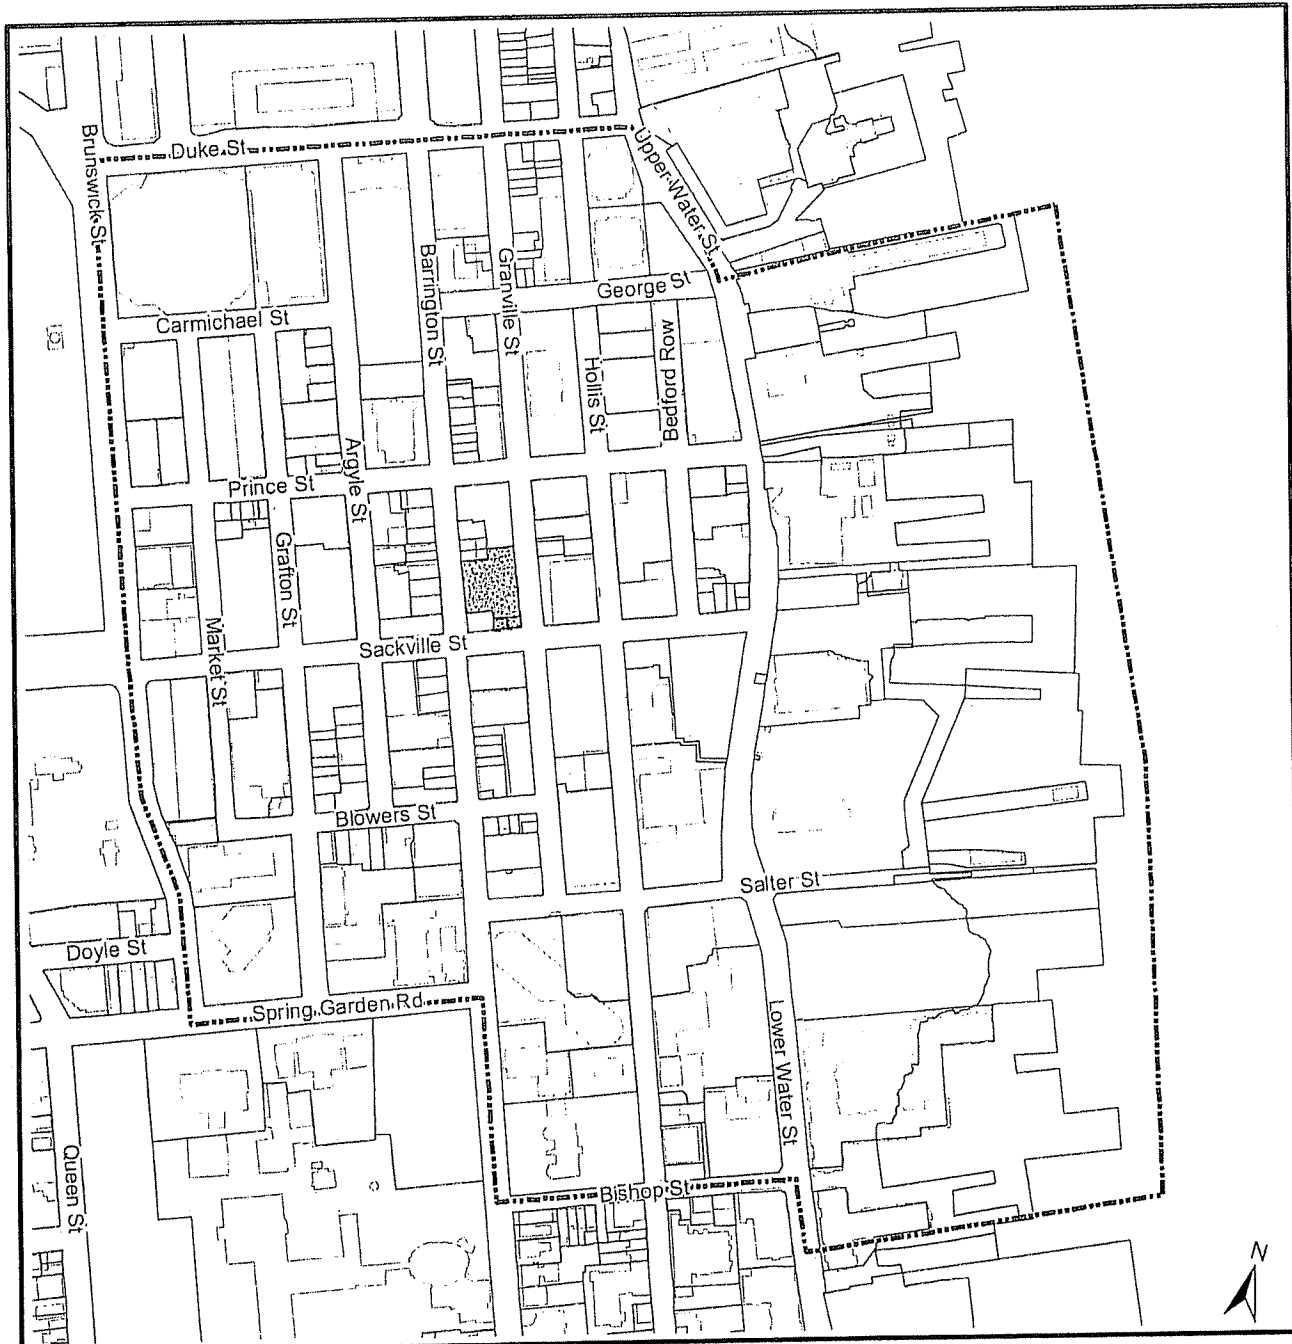 Duke St
Brunswick St
Upper Water St
Barrington St
Granville St
George St
Carmichael St
Hollis St
Bedford Row
Argyle St
Prince St
Grafton St
Market St
Sackville St
Blowers St
Salter St
Doyle St
Spring Garden Rd
Lower Water St
Queen St
Bishop St
N